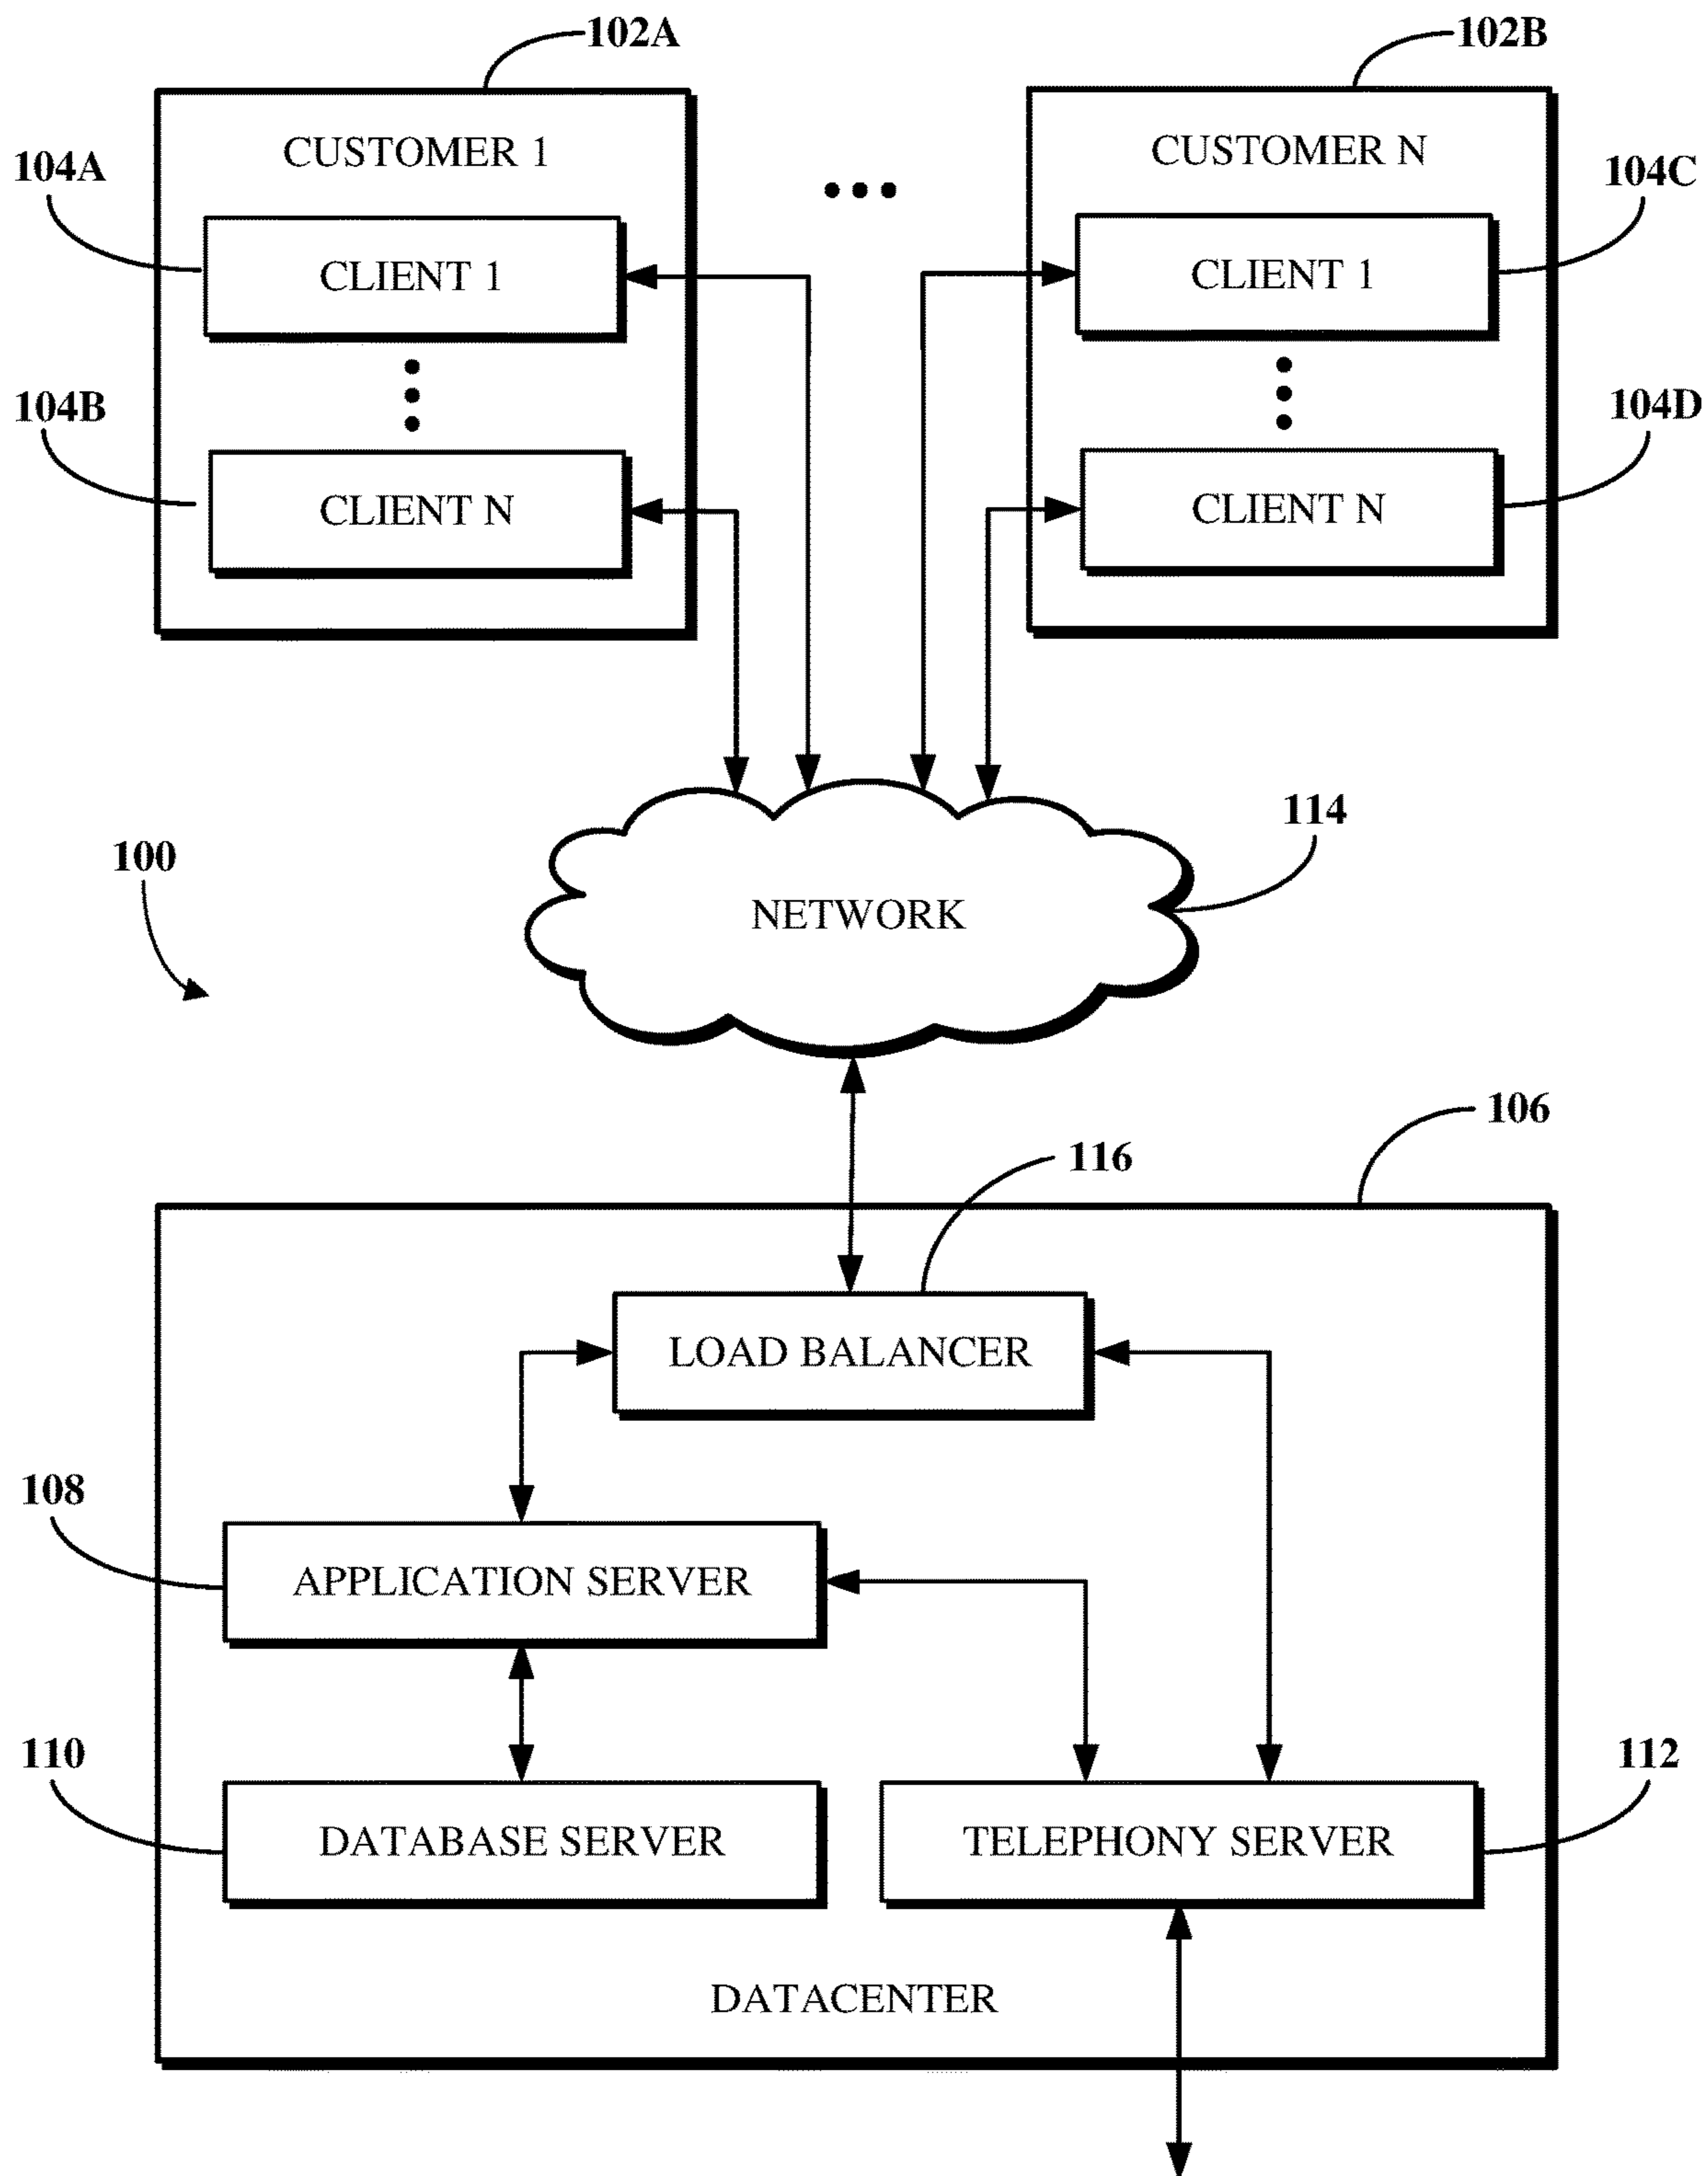 102A
102B
CUSTOMER 1
CUSTOMER N
104A
104C
CLIENT 1
CLIENT 1
104B
104D
CLIENT N
CLIENT N
114
100
NETWORK
106
116
LOAD BALANCER
108
APPLICATION SERVER
110
112
DATABASE SERVER
TELEPHONY SERVER
DATACENTER